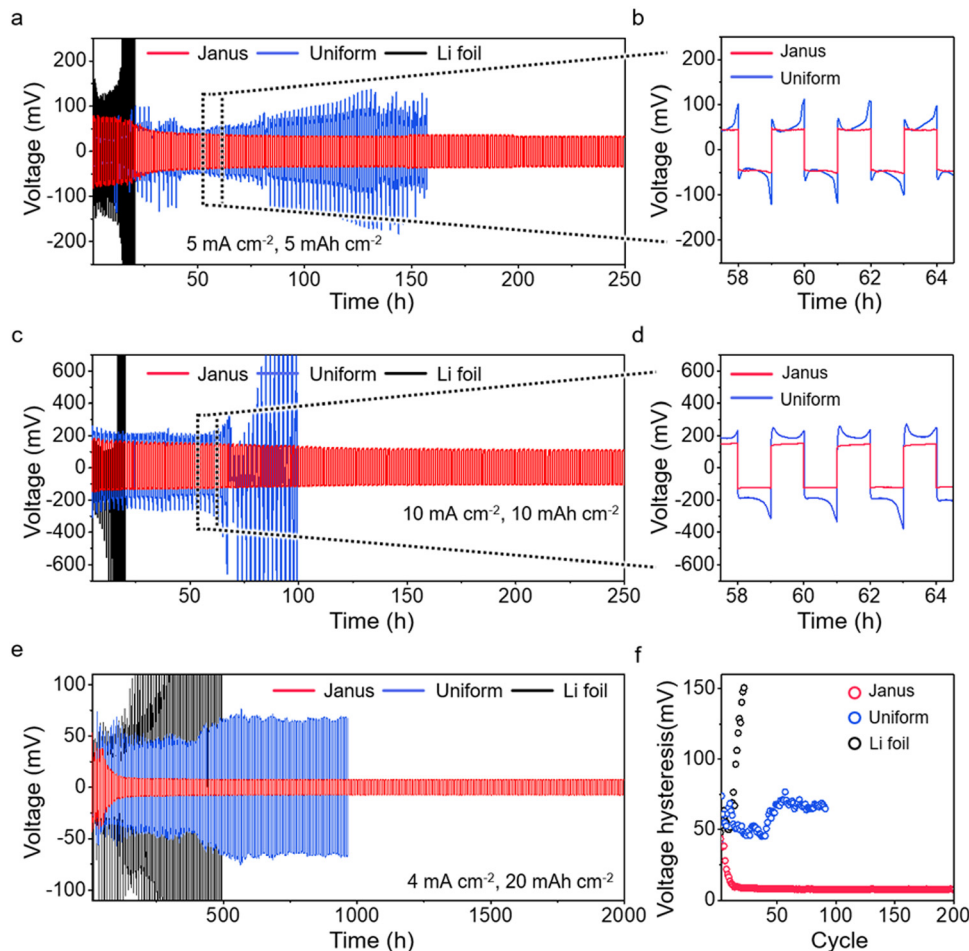 a
Janus Uniform Li foil
200
100
0
-100
-200
Voltage (mV)
5 mA cm⁻², 5 mAh cm⁻²
50 100 150 200 250
Time (h)
b
Janus
Uniform
200
100
0
-100
-200
Voltage (mV)
58 60 62 64
Time (h)
c
Janus Uniform Li foil
600
400
200
0
-200
-400
-600
Voltage (mV)
10 mA cm⁻², 10 mAh cm⁻²
50 100 150 200 250
Time (h)
d
Janus
Uniform
600
400
200
0
-200
-400
-600
Voltage (mV)
58 60 62 64
Time (h)
e
Janus Uniform Li foil
100
50
0
-50
-100
Voltage (mV)
4 mA cm⁻², 20 mAh cm⁻²
500 1000 1500 2000
Time (h)
f
Janus
Uniform
Li foil
150
100
50
0
Voltage hysteresis(mV)
50 100 150 200
Cycle